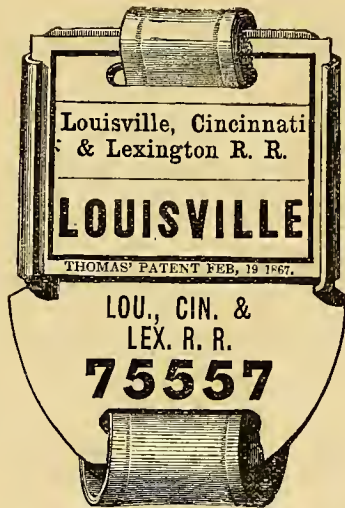 Louisville, Cincinnati
& Lexington R. R.
LOUISVILLE
THOMAS' PATENT FEB, 19 1867.
LOU., CIN. &
LEX. R. R.
75557